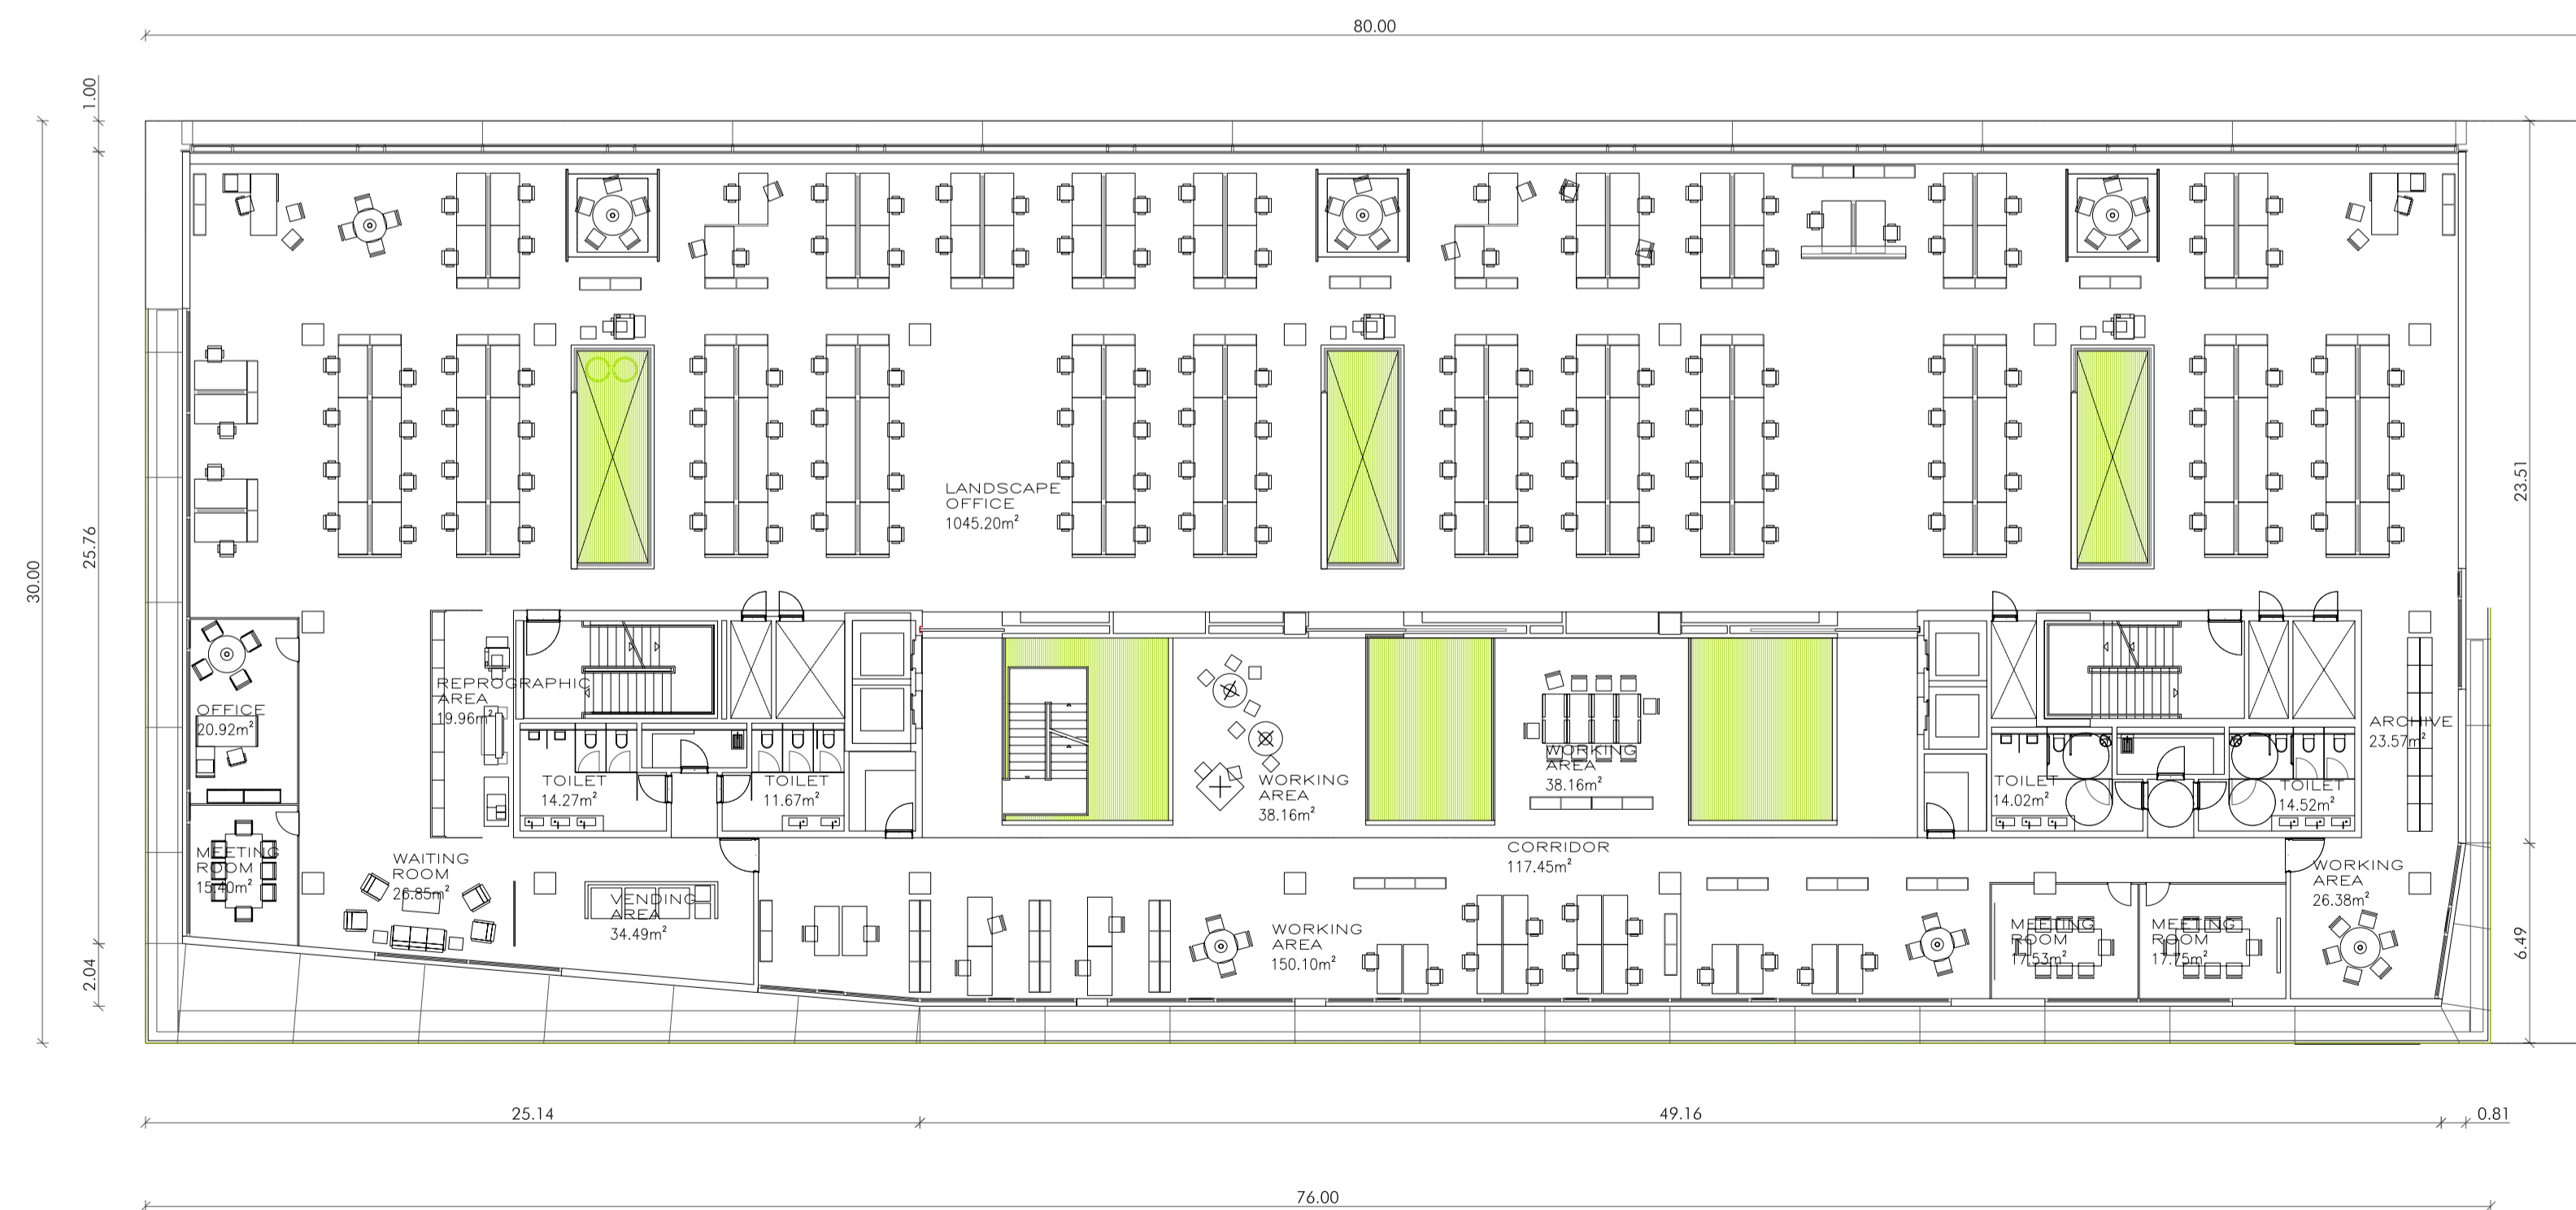 80.00
1.00
30.00
25.76
2.04
23.51
6.49
LANDSCAPE
OFFICE
1045.20m²
REPROGRAPHIC
AREA
19.96m²
OFFICE
20.92m²
TOILET
14.27m²
TOILET
11.67m²
WORKING
AREA
38.16m²
WORKING
AREA
38.16m²
TOILET
14.02m²
TOILET
14.52m²
ARCHIVE
23.57m²
MEETING
ROOM
15.40m²
WAITING
ROOM
26.85m²
VENDING
AREA
34.49m²
CORRIDOR
117.45m²
WORKING
AREA
150.10m²
MEETING
ROOM
17.53m²
MEETING
ROOM
17.75m²
WORKING
AREA
26.38m²
25.14
49.16
0.81
76.00